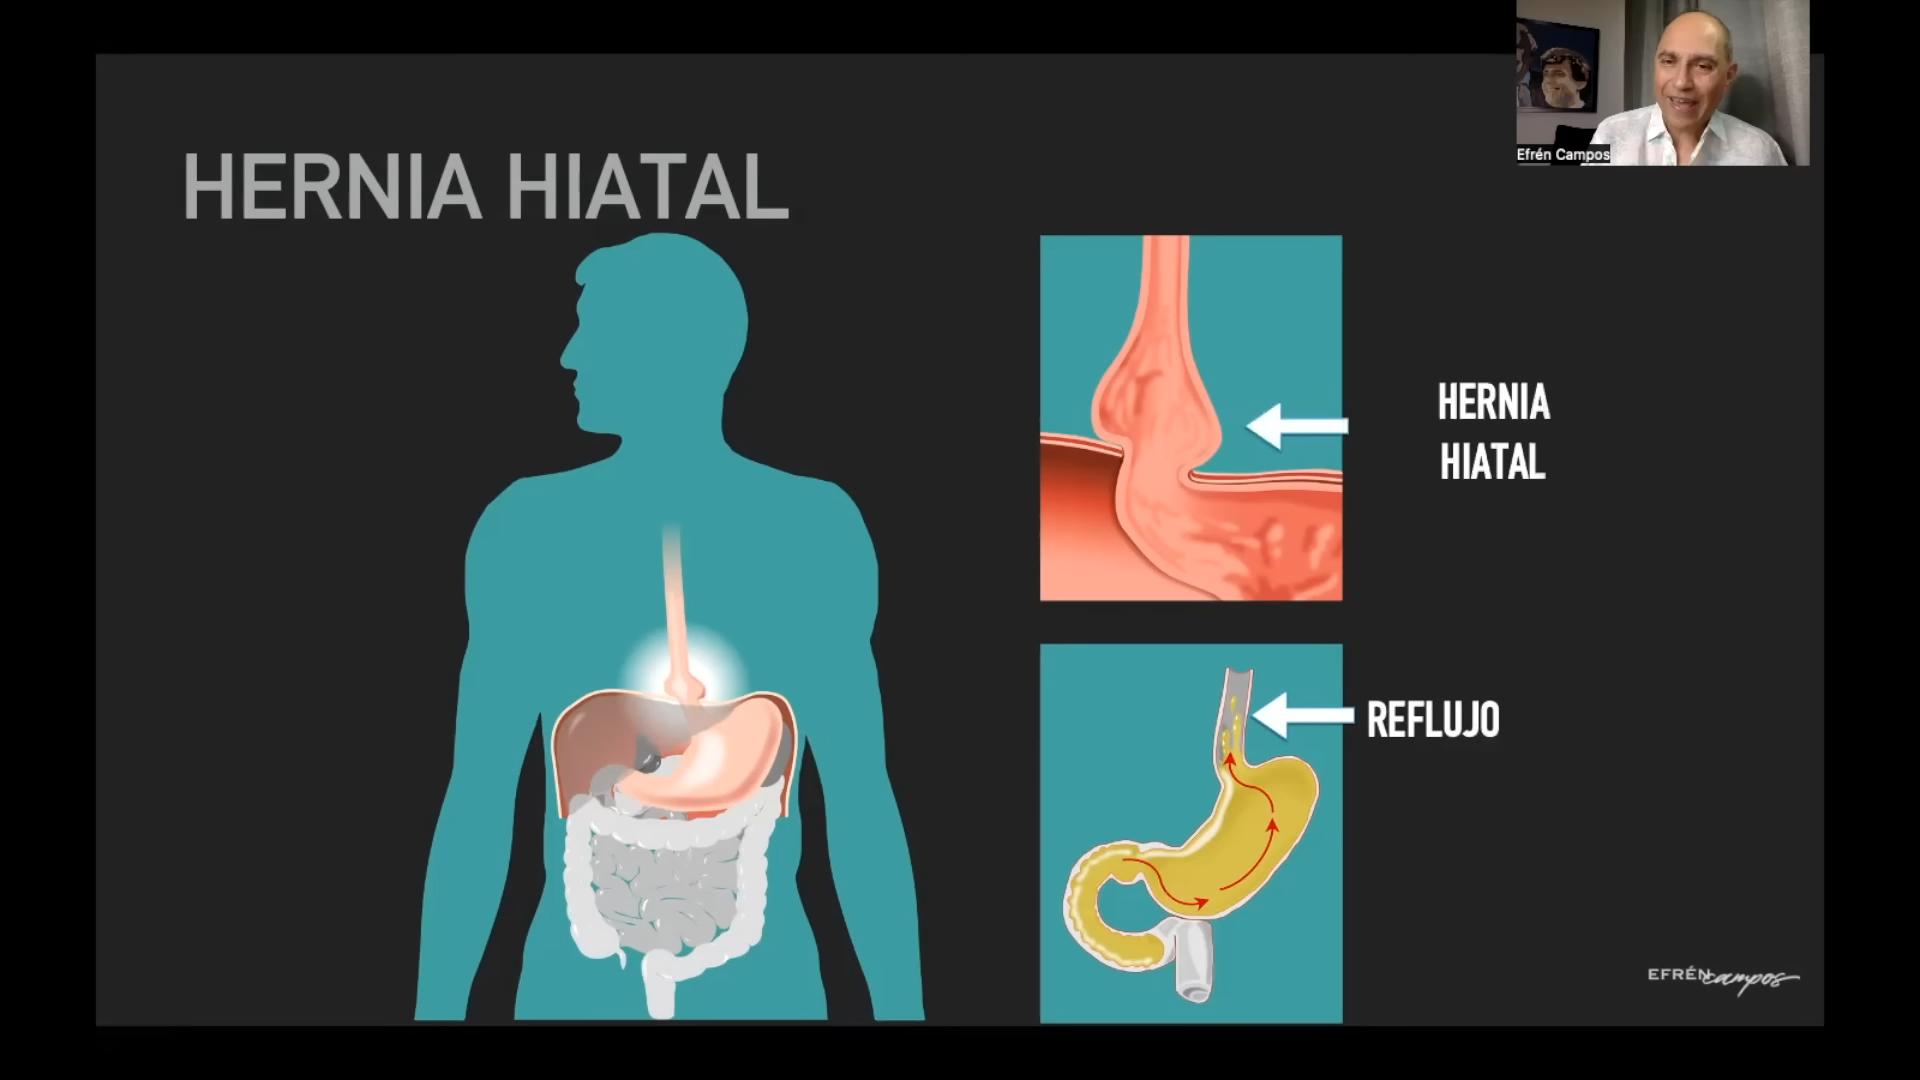 Efrén Campos
HERNIA HIATAL
HERNIA
HIATAL
REFLUJO
EFRÉN campos